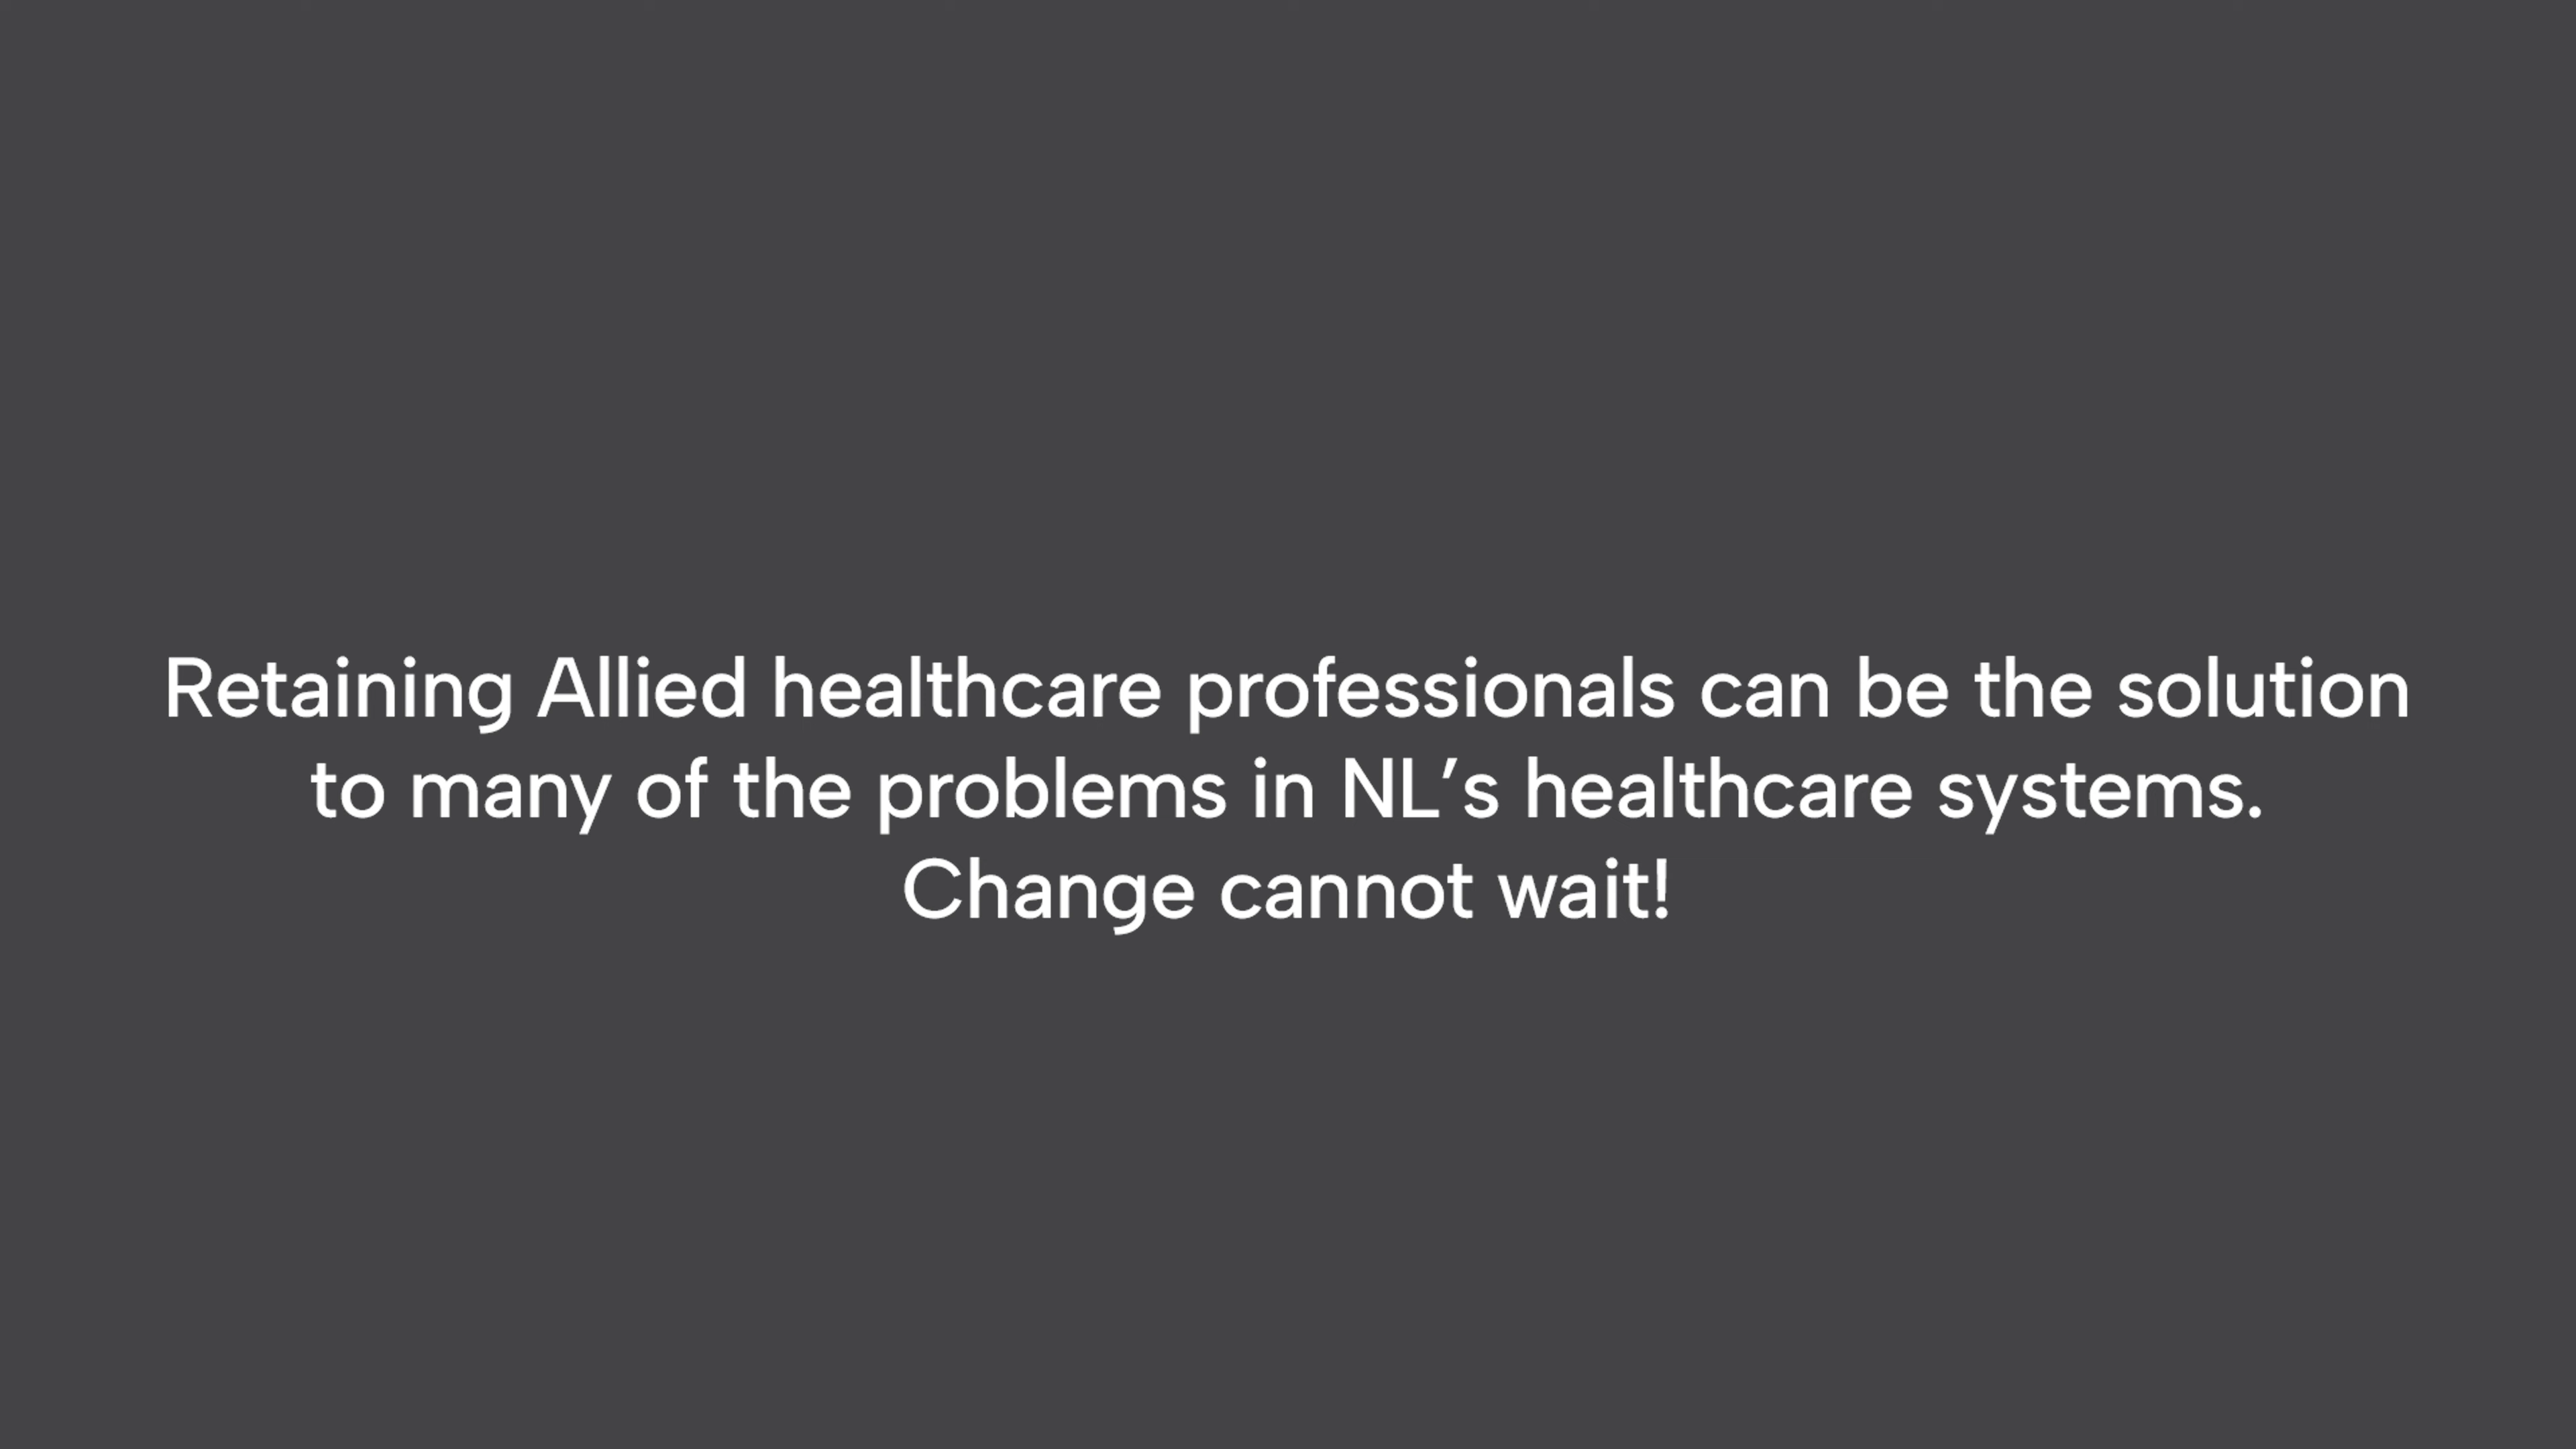 Retaining Allied healthcare professionals can be the solution
to many of the problems in NL’s healthcare systems.
Change cannot wait!